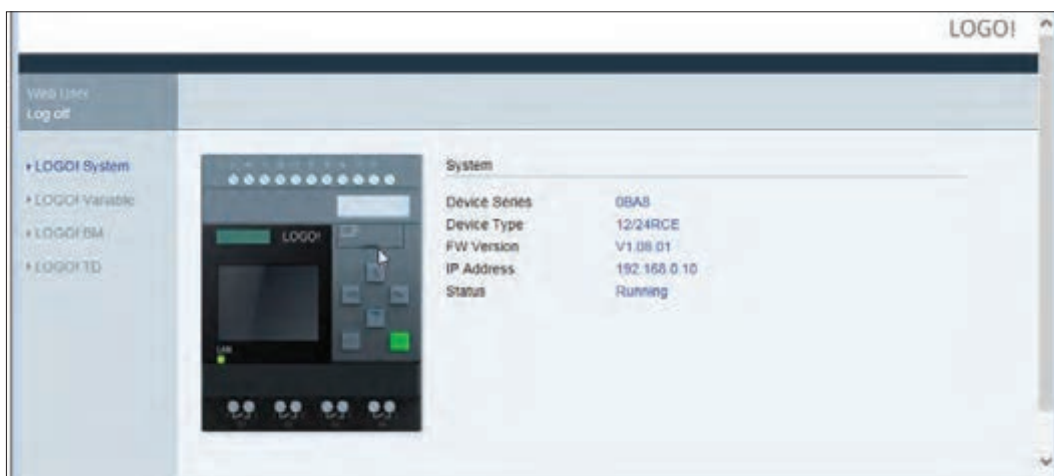 LOGO!
Web User
Log off
LOGO! System
LOGO! Variable
LOGO! BM
LOGO! TD
LOGO!
LAN
System
Device Series 0BA8
Device Type 12/24RCE
FW Version V1.08.01
IP Address 192.168.0.10
Status Running